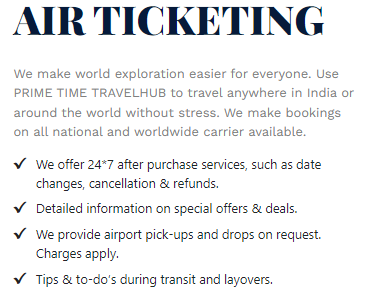 AIR TICKETING
We make world exploration easier for everyone. Use
PRIME TIME TRAVELHUB to travel anywhere in India or
around the world without stress. We make bookings
on all national and worldwide carrier available.
We offer 24*7 after purchase services, such as date
changes, cancellation & refunds.
Detailed information on special offers & deals.
We provide airport pick-ups and drops on request.
Charges apply.
Tips & to-do's during transit and layovers.